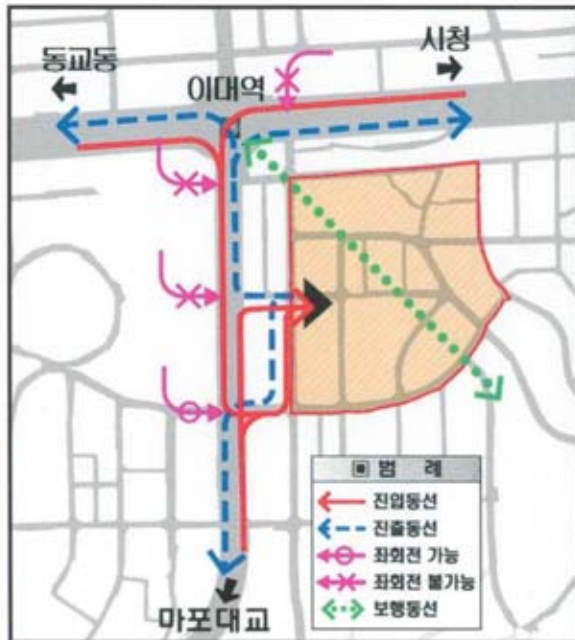 동교동
시청
이대역
▣ 범 례
진입동선
진출동선
좌회전 가능
좌회전 불가능
보행동선
마포대교